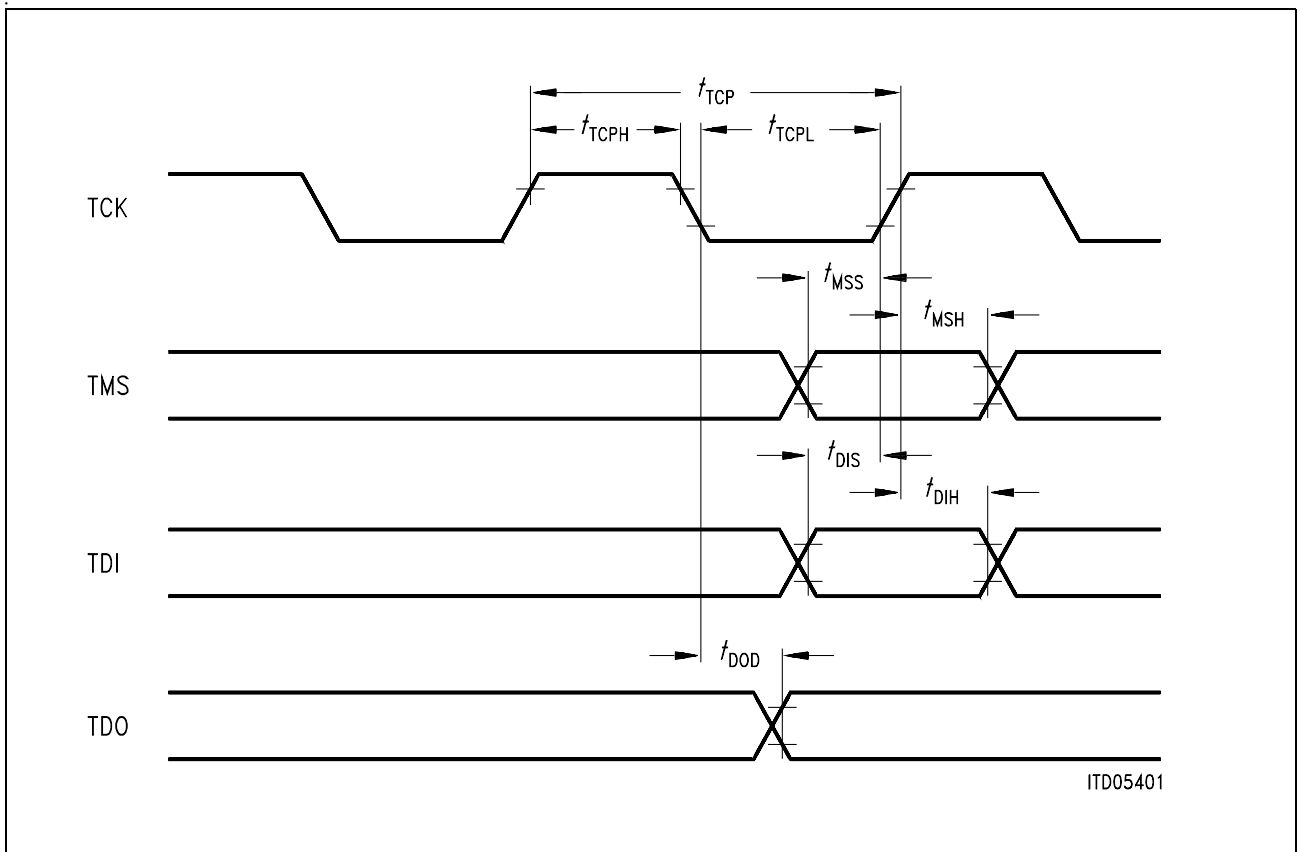 tTCP
tTCPH
tTCPL
TCK
tMSS
tMSH
TMS
tDIS
tDIH
TDI
tDOD
TDO
ITD05401